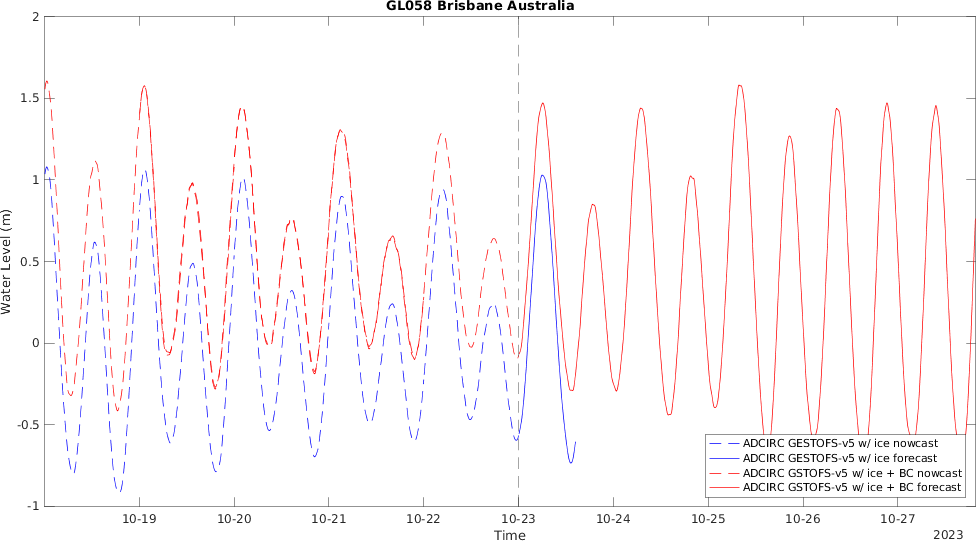 GL058 Brisbane Australia
2
1.5
1
0.5
0
-0.5
-1
Water Level (m)
10-19 10-20 10-21 10-22 10-23 10-24 10-25 10-26 10-27
Time
2023
ADCIRC GESTOFS-v5 w/ ice nowcast
ADCIRC GESTOFS-v5 w/ ice forecast
ADCIRC GSTOFS-v5 w/ ice + BC nowcast
ADCIRC GSTOFS-v5 w/ ice + BC forecast